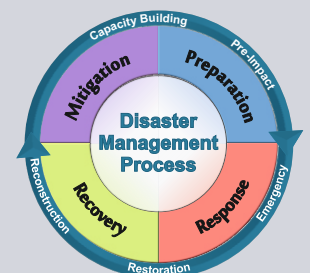 Capacity Building
Pre-Impact
Mitigation
Preparation
Disaster
Management
Process
Recovery
Response
Reconstruction
Emergency
Restoration